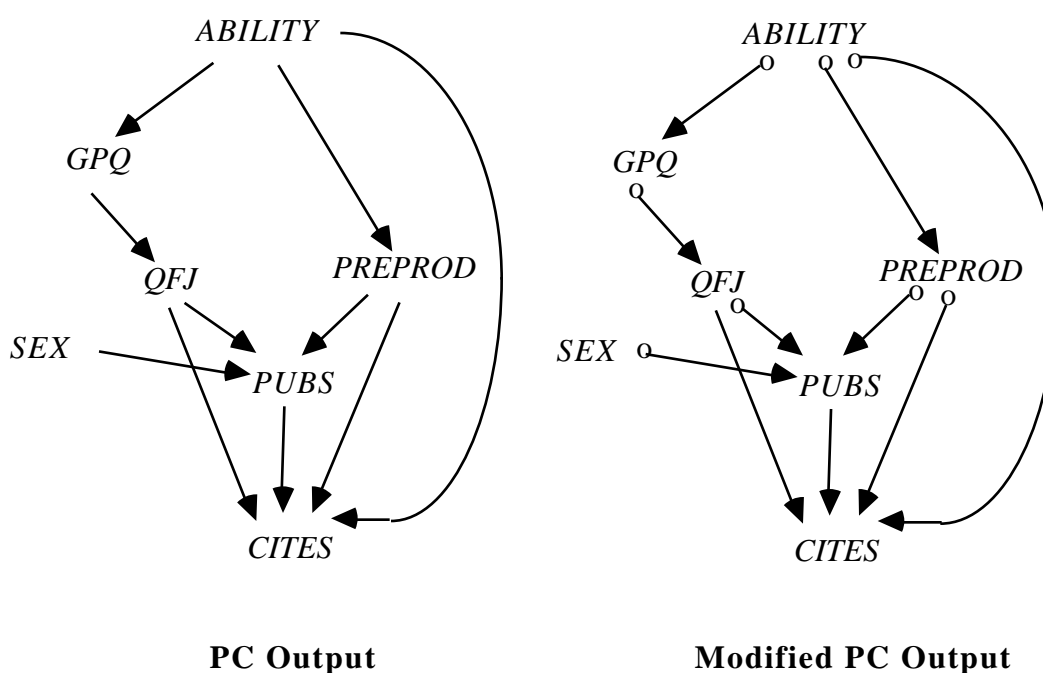 ABILITY
GPQ
QFJ
PREPROD
SEX
PUBS
CITES
PC Output
ABILITY
o o o
GPQ
o
PREPROD
QFJ
o o
o
SEX o
PUBS
CITES
Modified PC Output